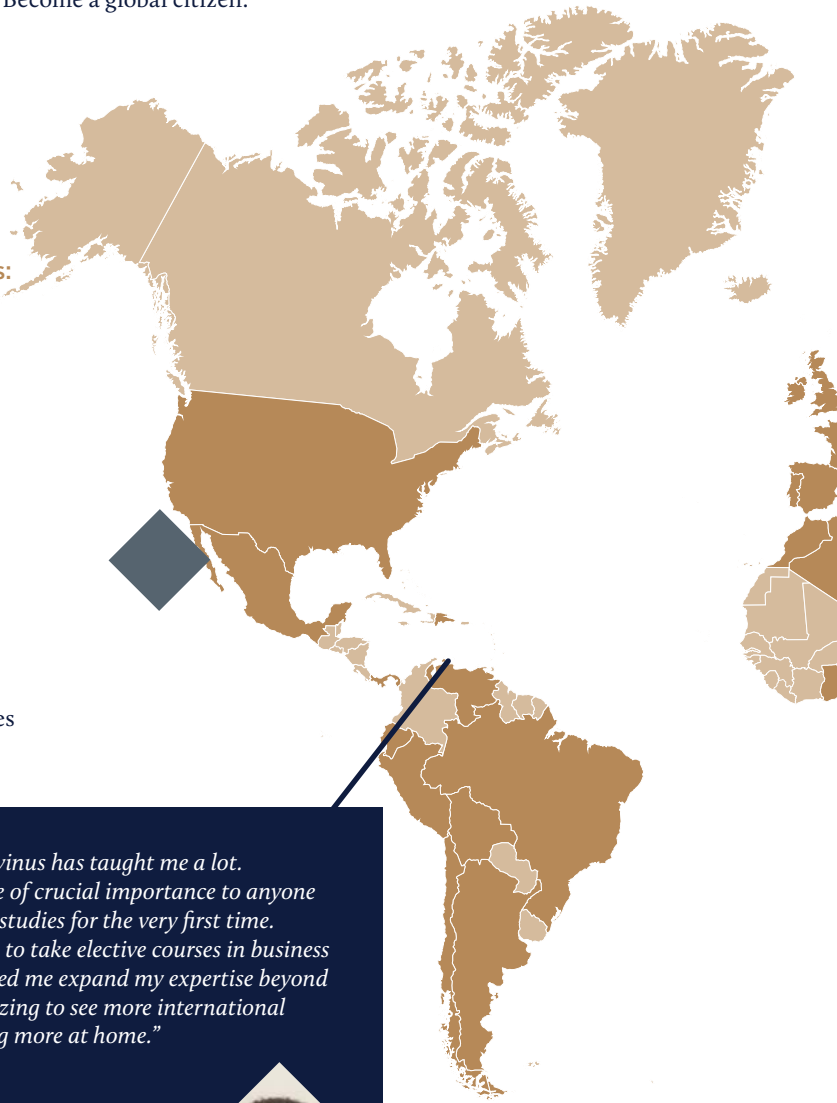 Become a global citizen.
s:
es
vinus has taught me a lot.
e of crucial importance to anyone
studies for the very first time.
to take elective courses in business
ed me expand my expertise beyond
zing to see more international
g more at home.”